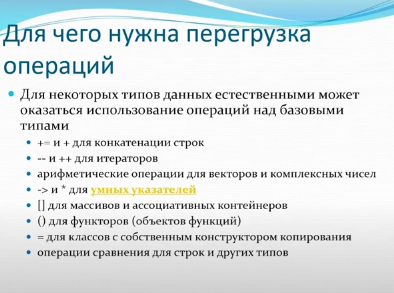 Для чего нужна перегрузка
операций
Для некоторых типов данных естественными может
оказаться использование операций над базовыми
типами
+= и + для конкатенации строк
-- и ++ для итераторов
арифметические операции для векторов и комплексных чисел
-> и * для умных указателей
[] для массивов и ассоциативных контейнеров
() для функторов (объектов функций)
= для классов с собственным конструктором копирования
операции сравнения для строк и других типов